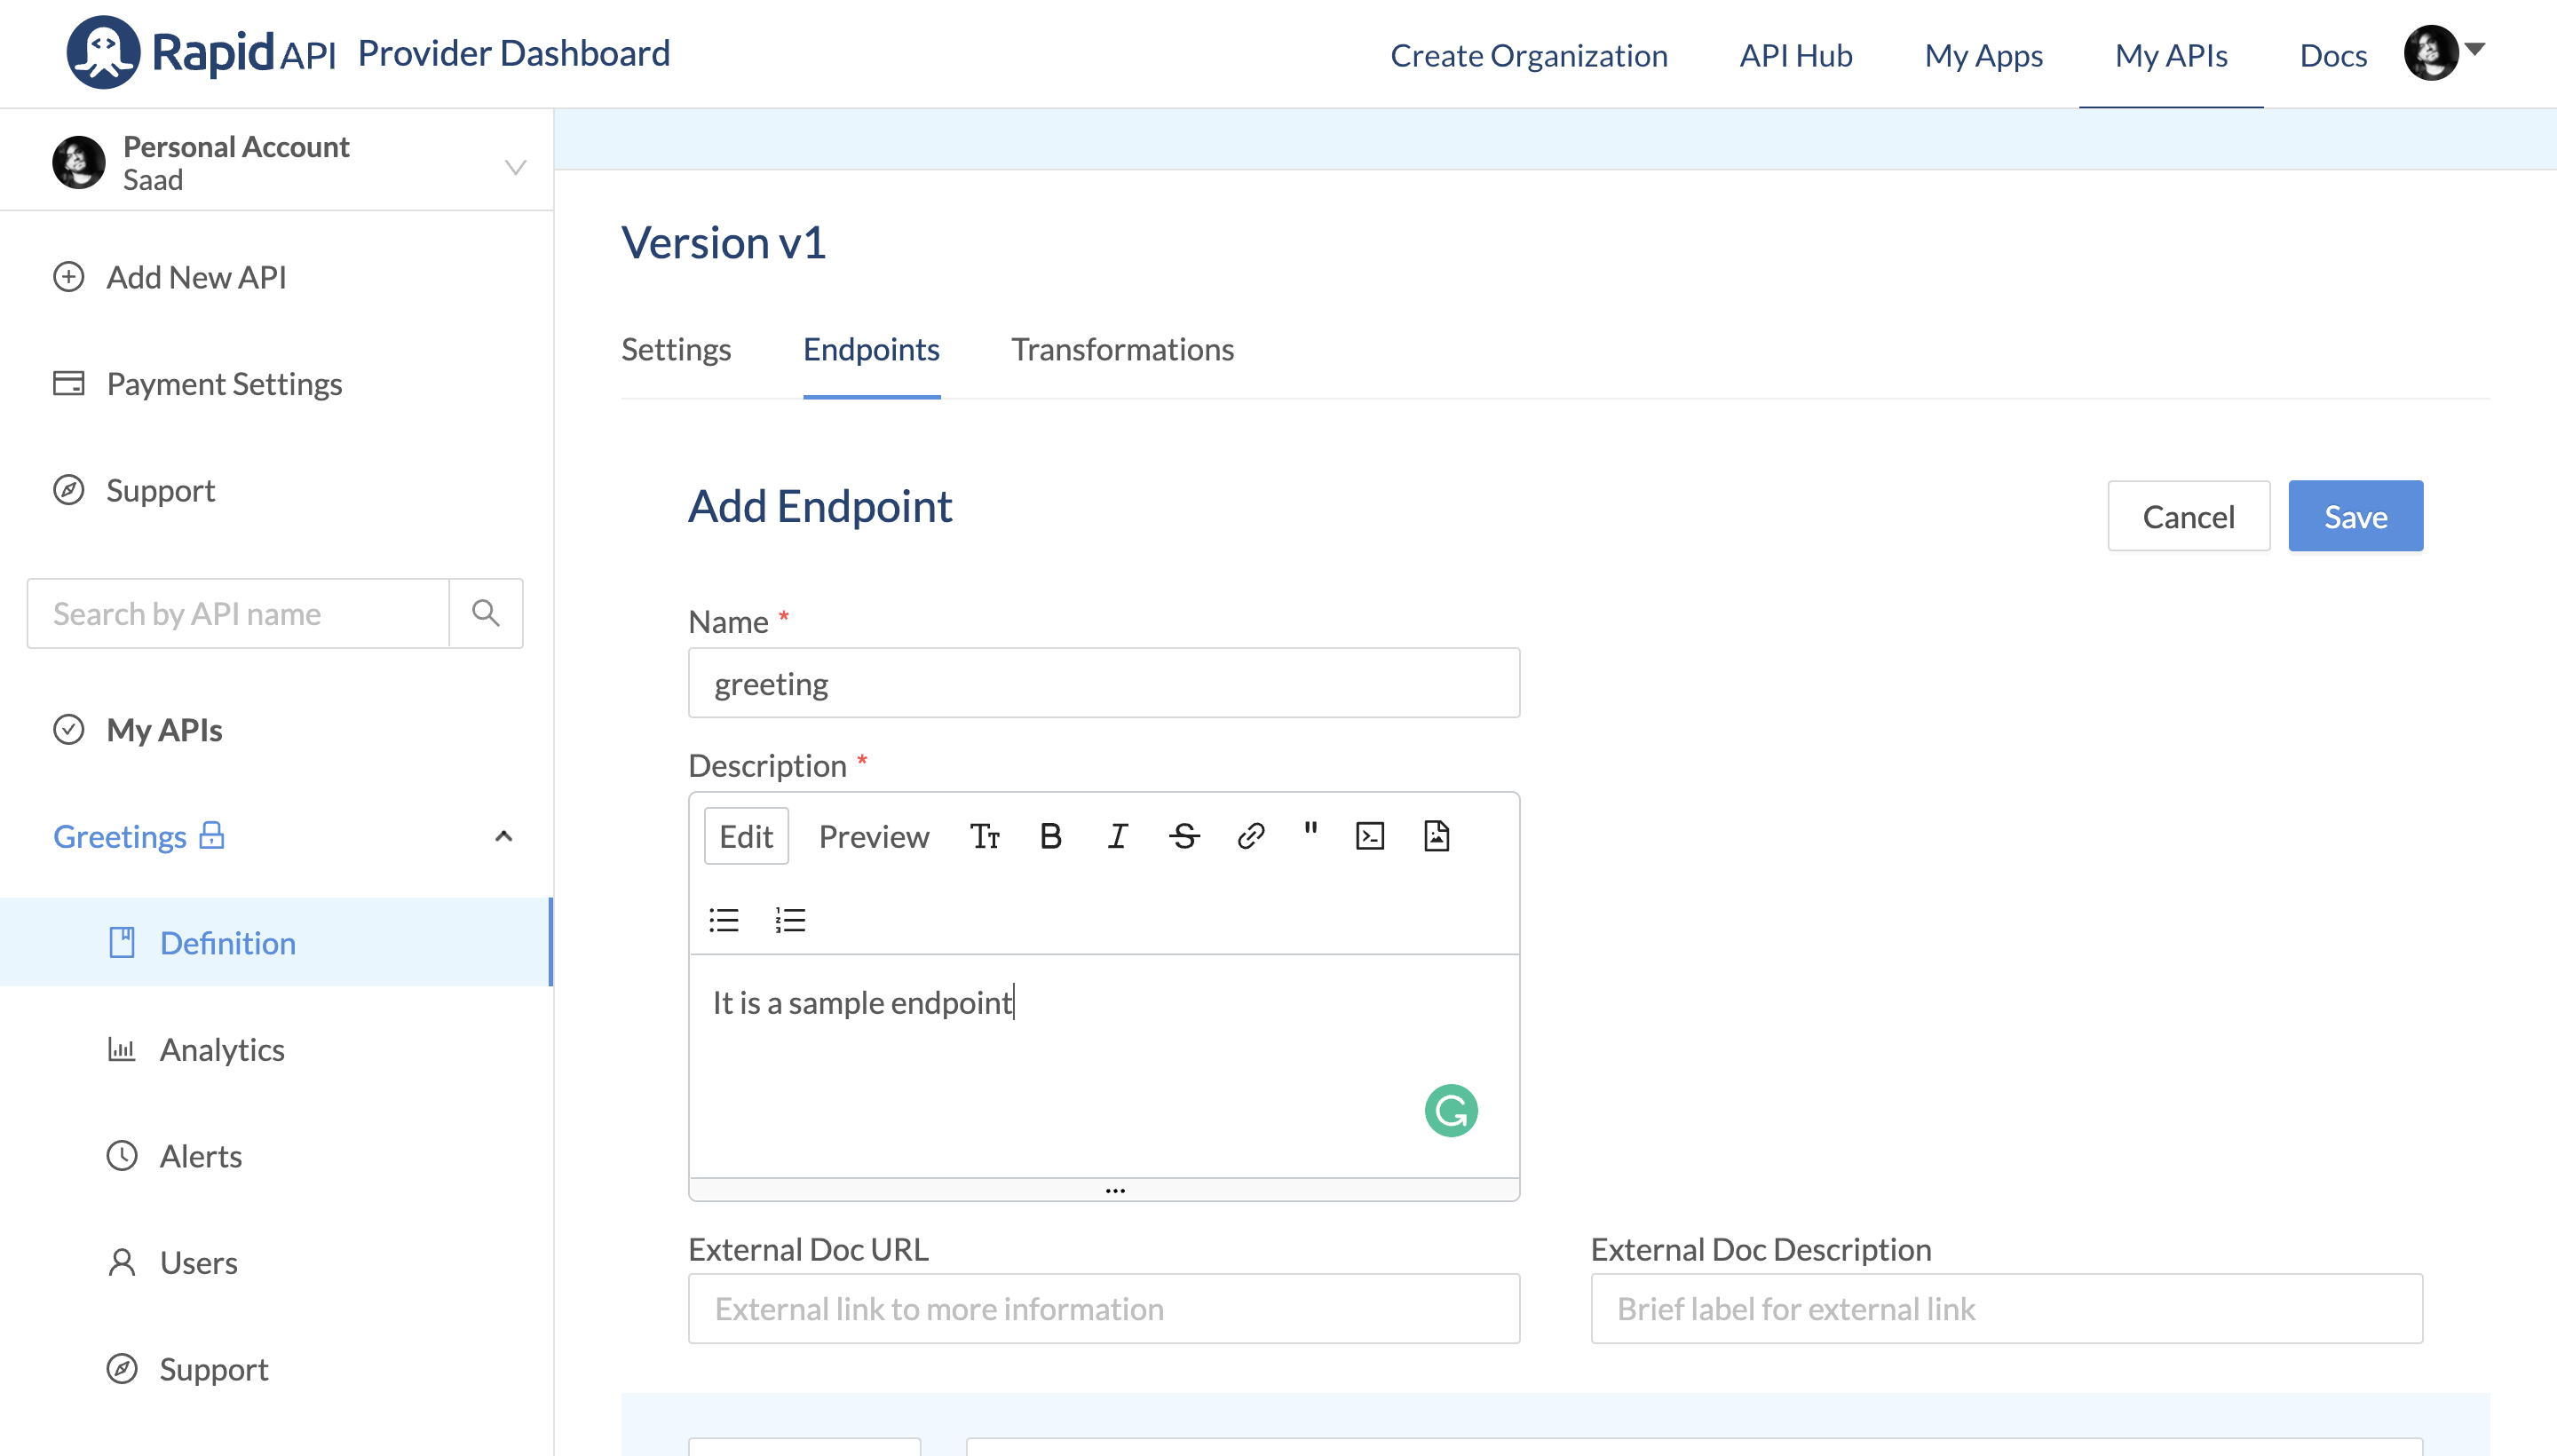 Rapid API Provider Dashboard
Create Organization
API Hub
My Apps
My APIs
Docs
Personal Account
Saad
Add New API
Payment Settings
Support
Search by API name
My APIs
Greetings
Definition
Analytics
Alerts
Users
Support
Version v1
Settings
Endpoints
Transformations
Add Endpoint
Cancel
Save
Name *
greeting
Description *
Edit
Preview
It is a sample endpoint
External Doc URL
External link to more information
External Doc Description
Brief label for external link